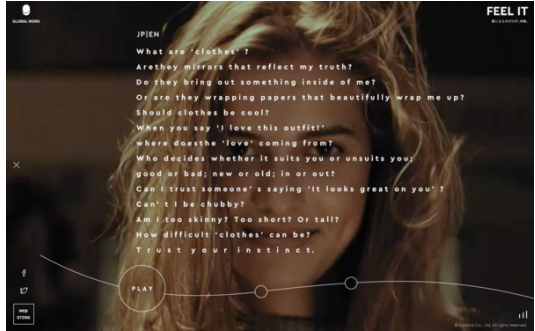 GLOBAL WORK
FEEL IT
JP|EN
What are 'clothes' ?
Arethey mirrors that reflect my truth?
Do they bring out something inside of me?
Or are they wrapping papers that beautifully wrap me up?
Should clothes be cool?
When you say 'I love this outfit!'
where doesthe 'love' coming from?
Who decides whether it suits you or unsuits you;
good or bad; new or old; in or out?
Can I trust someone's saying 'It looks great on you' ?
Can't I be chubby?
Am I too skinny? Too short? Or tall?
How difficult 'clothes' can be?
Trust your instinct.
PLAY
WEB
STORE
Co., Ltd. All rights reserved.